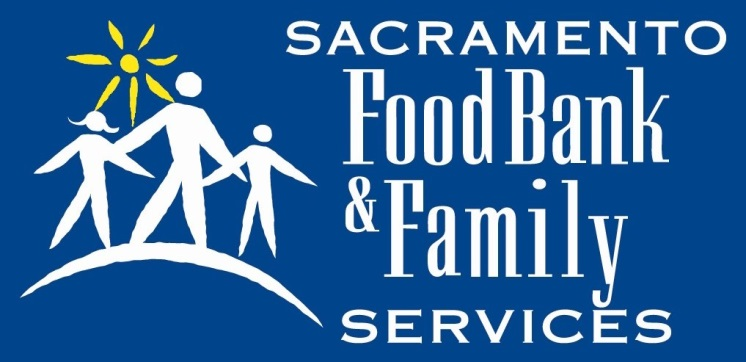 SACRAMENTO
Food Bank
& Family
SERVICES